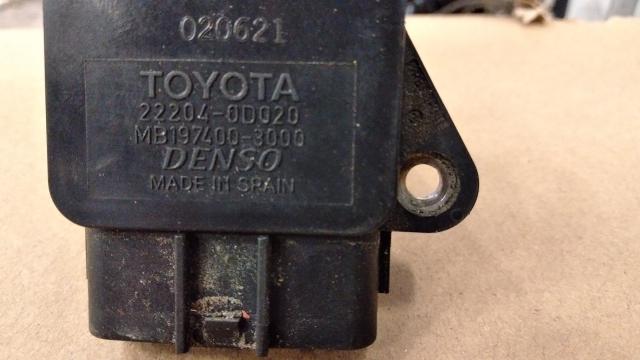 020621
TOYOTA
22204-0D020
MB197400-3000
DENSO
MADE IN SPAIN